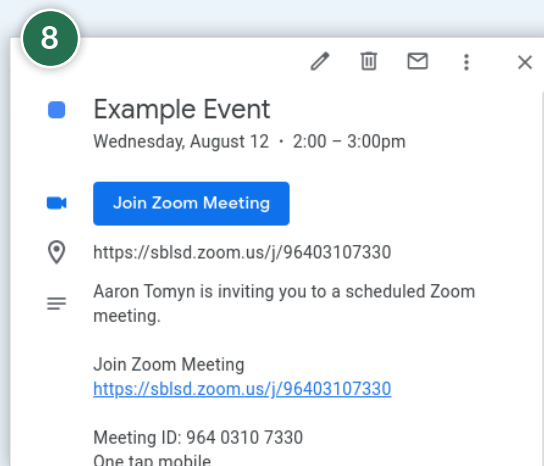 8
Example Event
Wednesday, August 12 · 2:00 – 3:00pm
Join Zoom Meeting
https://sblsd.zoom.us/j/96403107330
Aaron Tomyn is inviting you to a scheduled Zoom
meeting.
Join Zoom Meeting
https://sblsd.zoom.us/j/96403107330
Meeting ID: 964 0310 7330
One tap mobile